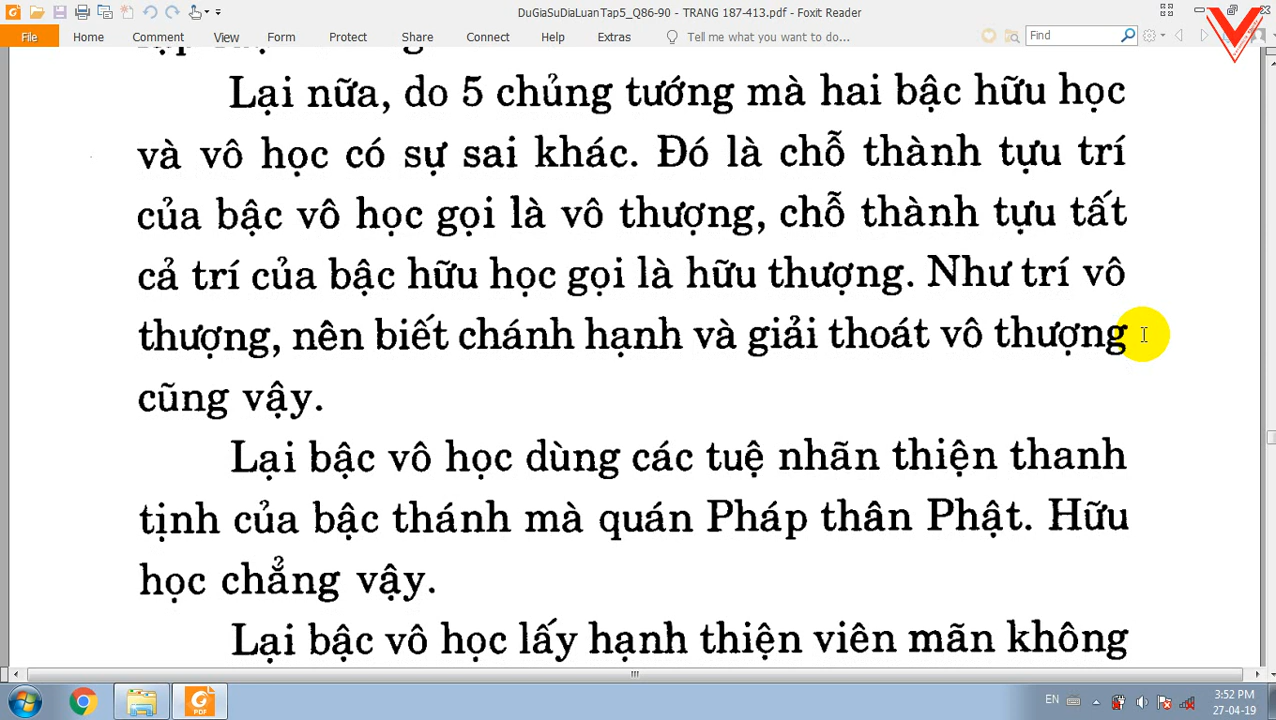 DuGiaSuDiaLuanTap5_Q86-90 - TRANG 187-413.pdf - Foxit Reader
File Home Comment View Form Protect Share Connect Help Extras Tell me what you want to do... Find
Lại nữa, do 5 chủng tướng mà hai bậc hữu học
và vô học có sự sai khác. Đó là chỗ thành tựu trí
của bậc vô học gọi là vô thượng, chỗ thành tựu tất
cả trí của bậc hữu học gọi là hữu thượng. Như trí vô
thượng, nên biết chánh hạnh và giải thoát vô thượng
cũng vậy.
Lại bậc vô học dùng các tuệ nhãn thiện thanh
tịnh của bậc thánh mà quán Pháp thân Phật. Hữu
học chẳng vậy.
Lại bậc vô học lấy hạnh thiện viên mãn không
EN 3:52 PM
27-04-19